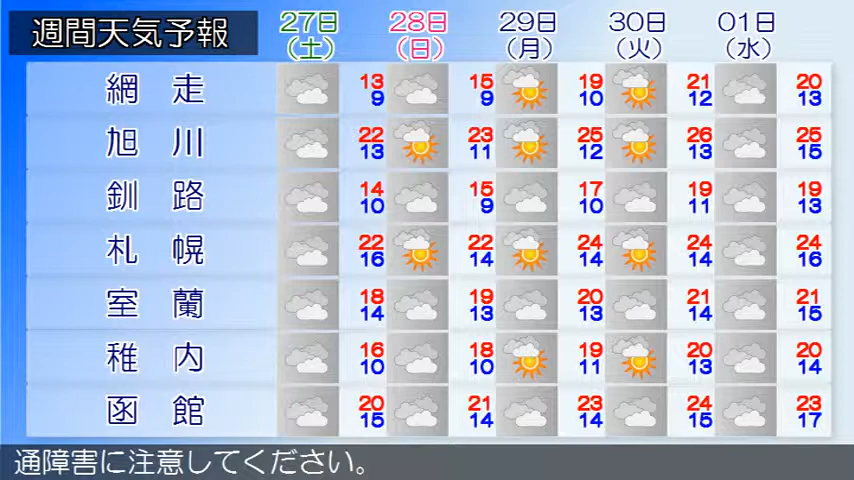 週間天気予報 27日 28日 29日 30日 01日
(土) (日) (月) (火) (水)
網走 13 9 15 9 19 10 21 12 20 13
旭川 22 13 23 11 25 12 26 13 25 15
釧路 14 10 15 9 17 10 19 11 19 13
札幌 22 16 22 14 24 14 24 14 24 16
室蘭 18 14 19 13 20 13 21 14 21 15
稚内 16 10 18 10 19 11 20 13 20 14
函館 20 15 21 14 23 14 24 15 23 17
通障害に注意してください。